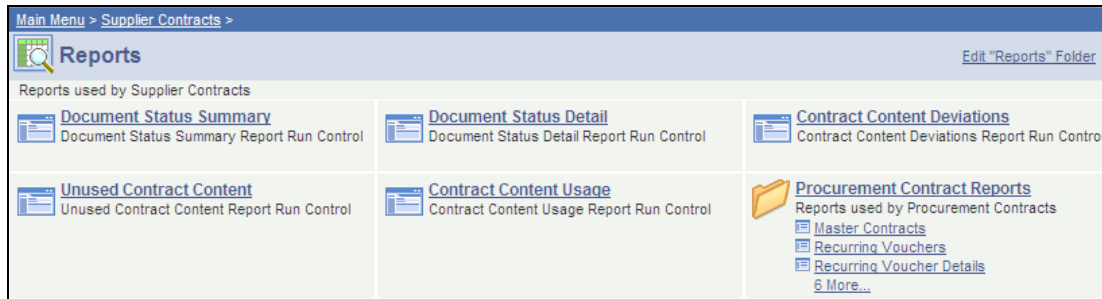 Main Menu > Supplier Contracts >
Reports
Edit "Reports" Folder
Reports used by Supplier Contracts
Document Status Summary
Document Status Summary Report Run Control
Document Status Detail
Document Status Detail Report Run Control
Contract Content Deviations
Contract Content Deviations Report Run Contro
Unused Contract Content
Unused Contract Content Report Run Control
Contract Content Usage
Contract Content Usage Report Run Control
Procurement Contract Reports
Reports used by Procurement Contracts
Master Contracts
Recurring Vouchers
Recurring Voucher Details
6 More...